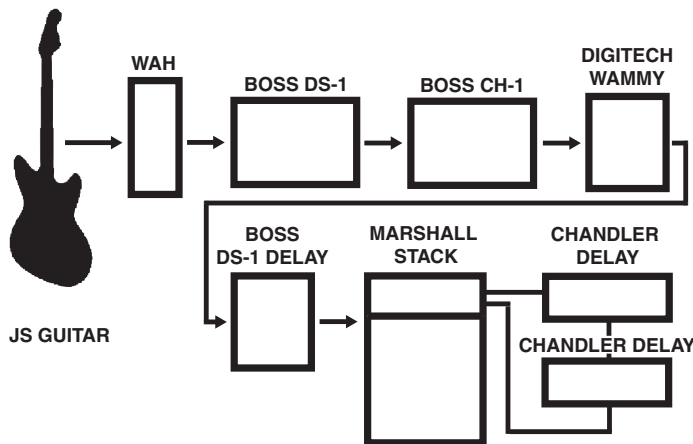 WAH
BOSS DS-1
BOSS CH-1
DIGITECH
WAMMY
BOSS
DS-1 DELAY
MARSHALL
STACK
CHANDLER
DELAY
JS GUITAR
CHANDLER DELAY